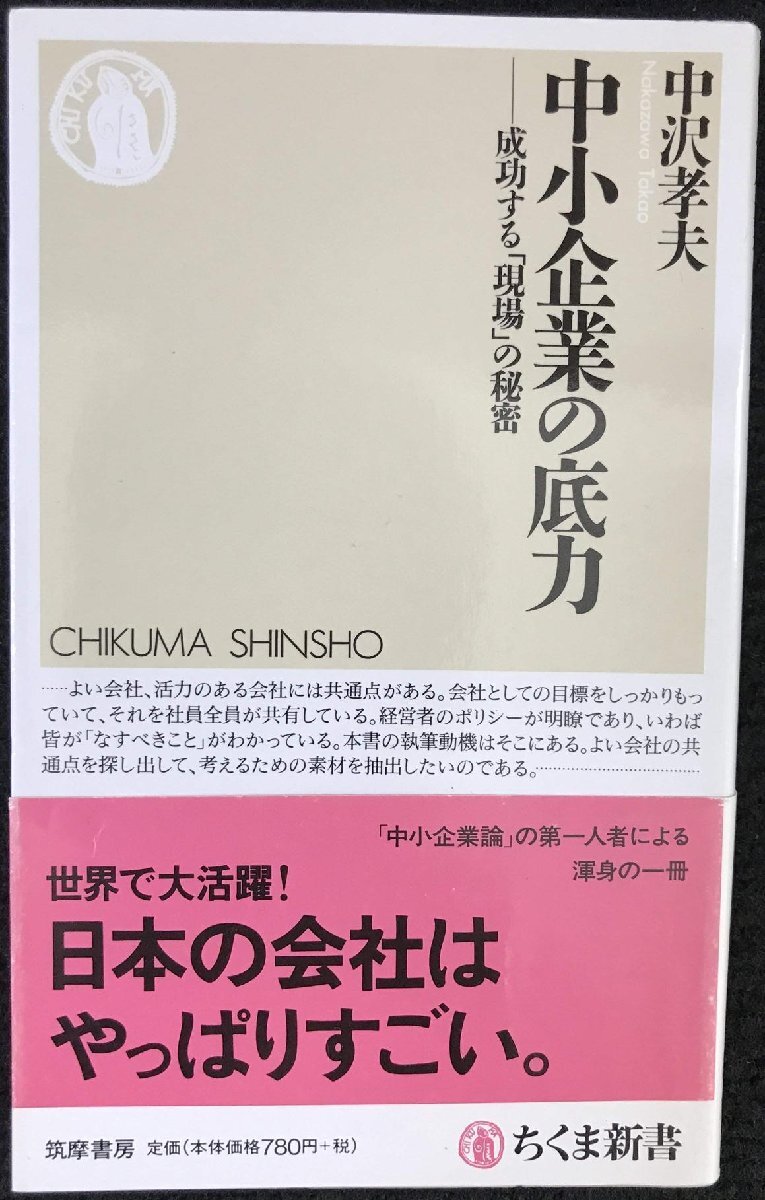 中沢孝夫
Nakazawa Takao
中小企業の底力
──成功する「現場」の秘密
CHIKUMA
CHIKUMA SHINSHO
……よい会社、活力のある会社には共通点がある。会社としての目標をしっかりもっ
ていて、それを社員全員が共有している。経営者のポリシーが明瞭であり、いわば
皆が「なすべきこと」がわかっている。本書の執筆動機はそこにある。よい会社の共
通点を探し出して、考えるための素材を抽出したいのである。……………………
「中小企業論」の第一人者による
渾身の一冊
世界で大活躍!
日本の会社は
やっぱりすごい。
筑摩書房 定価(本体価格780円+税)
CHIKUMA
ちくま新書